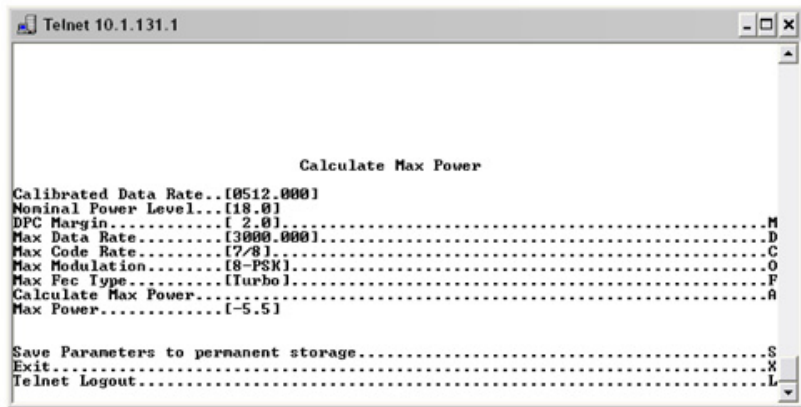 Telnet 10.1.131.1
Calculate Max Power
Calibrated Data Rate..[0512.000]
Nominal Power Level...[18.0]
DPC Margin............[ 2.0].......................................................M
Max Data Rate.........[3000.000]...................................................D
Max Code Rate.........[7/8]........................................................C
Max Modulation........[8-PSK]......................................................O
Max Fec Type..........[Turbo]......................................................F
Calculate Max Power................................................................A
Max Power.............[-5.5]
Save Parameters to permanent storage...............................................S
Exit...............................................................................X
Telnet Logout......................................................................L